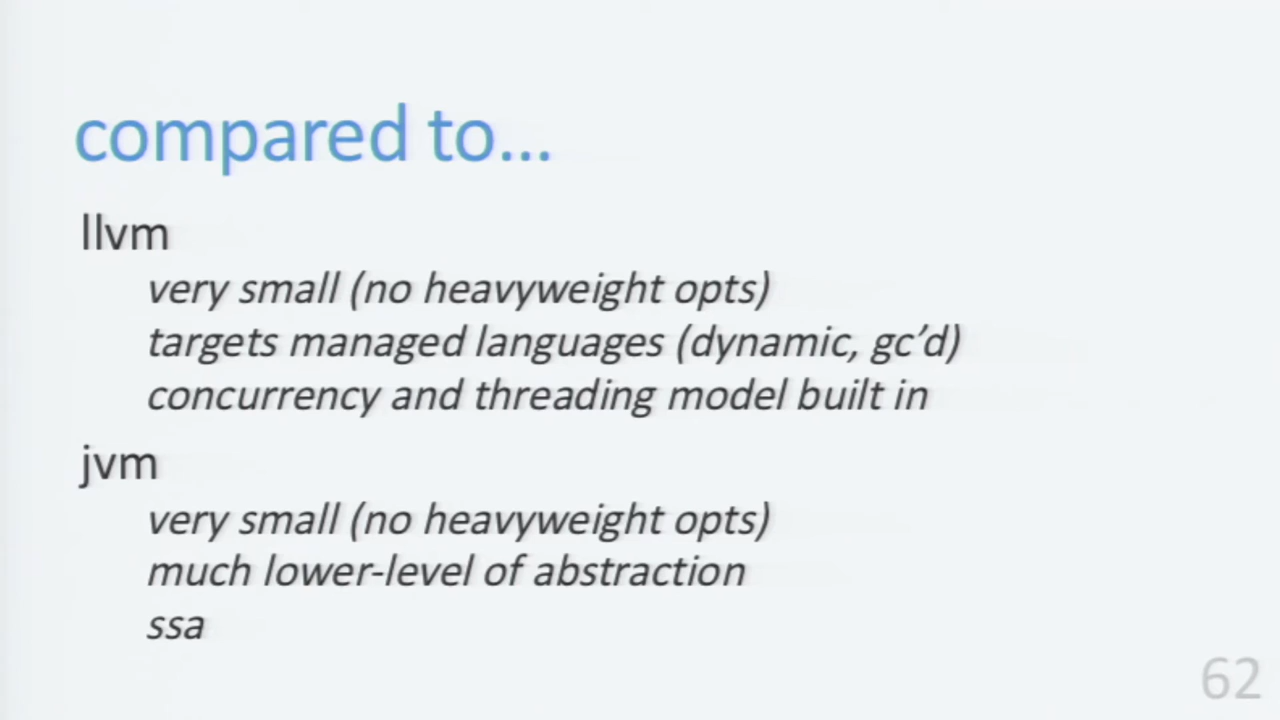 compared to...
llvm
very small (no heavyweight opts)
targets managed languages (dynamic, gc’d)
concurrency and threading model built in
jvm
very small (no heavyweight opts)
much lower-level of abstraction
ssa
62